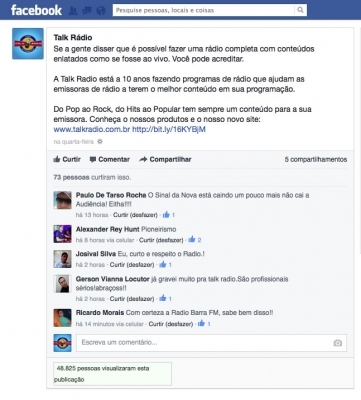 facebook
Pesquise pessoas, locais e coisas
Talk Rádio
Se a gente disser que é possível fazer uma rádio completa com conteúdos
enlatados como se fosse ao vivo. Você pode acreditar.
A Talk Radio está a 10 anos fazendo programas de rádio que ajudam as
emissoras de rádio a terem o melhor conteúdo em sua programação.
Do Pop ao Rock, do Hits ao Popular tem sempre um conteúdo para a sua
emissora. Conheça o nossos produtos e o nosso novo site:
www.talkradio.com.br http://bit.ly/16KYBjM
na quarta-feira
Curtir Comentar Compartilhar 5 compartilhamentos
73 pessoas curtiram isso.
Paulo De Tarso Rocha O Sinal da Nova está caindo um pouco mais não cai a
Audiência! Eitha!!!!
há 13 horas · Curtir (desfazer) · 1
Alexander Rey Hunt Pioneirismo
há 8 horas via celular · Curtir (desfazer) · 2
Josival Silva Eu, curto e respeito o Radio.!
há 2 horas · Curtir (desfazer) · 1
Gerson Vianna Locutor já gravei muito pra talk radio.São profissionais
sérios!abraços!!
há 2 horas · Curtir (desfazer) · 1
Ricardo Morais Com certeza a Radio Barra FM, sabe bem disso!!
há 14 minutos via celular · Curtir (desfazer) · 1
Escreva um comentário...
48.825 pessoas visualizaram esta
publicação